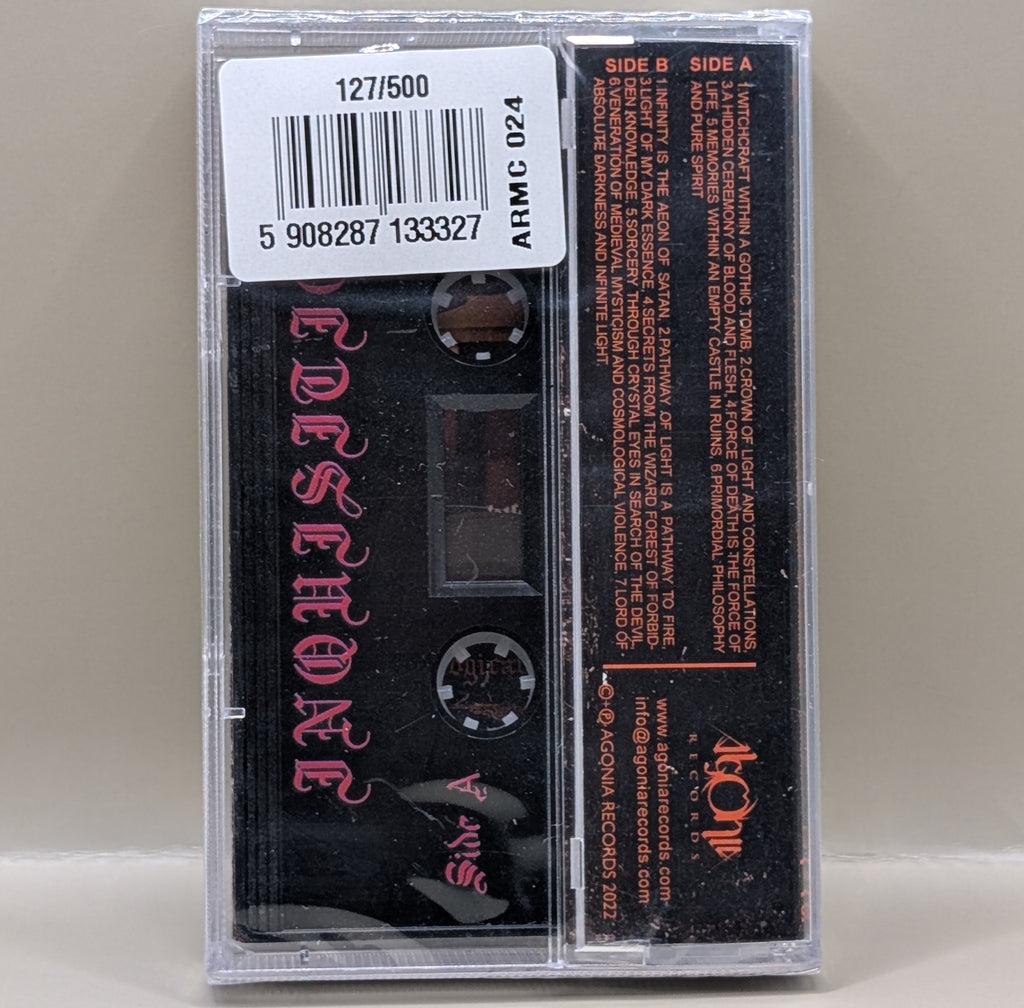 127/500
5 908287 133327
ARMC 024
INQUISITI
Side A
SIDE A
1.WITCHCRAFT WITHIN A GOTHIC TOMB, 2.CROWN OF LIGHT AND CONSTELLATIONS,
3.A HIDDEN CEREMONY OF BLOOD AND FLESH, 4.FORCE OF DEATH IS THE FORCE OF
LIFE, 5.MEMORIES WITHIN AN EMPTY CASTLE IN RUINS, 6.PRIMORDIAL PHILOSOPHY
AND PURE SPIRIT
SIDE B
1.INFINITY IS THE AEON OF SATAN, 2.PATHWAY OF LIGHT IS A PATHWAY TO FIRE,
3.LIGHT OF MY DARK ESSENCE, 4.SECRETS FROM THE WIZARD FOREST OF FORBID-
DEN KNOWLEDGE, 5.SORCERY THROUGH CRYSTAL EYES IN SEARCH OF THE DEVIL,
6.VENERATION OF MEDIEVAL MYSTICISM AND COSMOLOGICAL VIOLENCE, 7.LORD OF
ABSOLUTE DARKNESS AND INFINITE LIGHT.
Agonia
RECORDS
www.agoniarecords.com
info@agoniarecords.com
©+℗ AGONIA RECORDS 2022